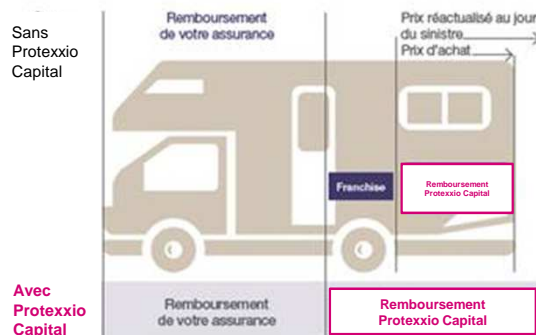 Sans
Protexxio
Capital
Remboursement
de votre assurance
Prix réactualisé au jour
du sinistre
Prix d'achat
Franchise
Remboursement
Protexxio Capital
Avec
Protexxio
Capital
Remboursement
de votre assurance
Remboursement
Protexxio Capital